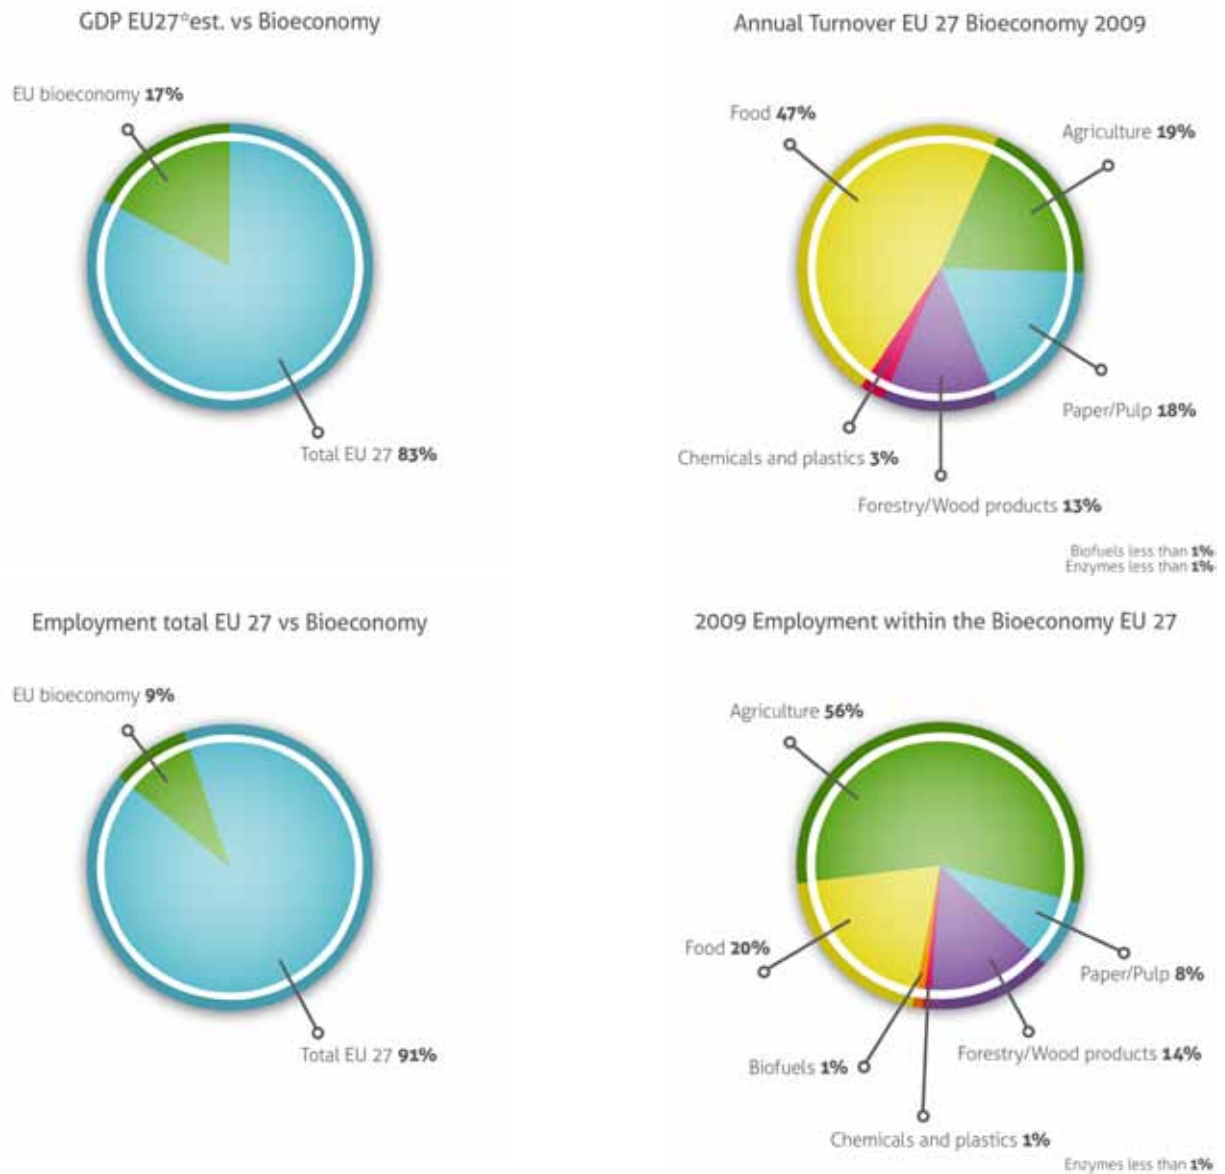 GDP EU27*est. vs Bioeconomy
EU bioeconomy 17%
Total EU 27 83%
Annual Turnover EU 27 Bioeconomy 2009
Food 47%
Agriculture 19%
Paper/Pulp 18%
Chemicals and plastics 3%
Forestry/Wood products 13%
Biofuels less than 1%
Enzymes less than 1%
Employment total EU 27 vs Bioeconomy
EU bioeconomy 9%
Total EU 27 91%
2009 Employment within the Bioeconomy EU 27
Agriculture 56%
Food 20%
Paper/Pulp 8%
Forestry/Wood products 14%
Biofuels 1%
Chemicals and plastics 1%
Enzymes less than 1%